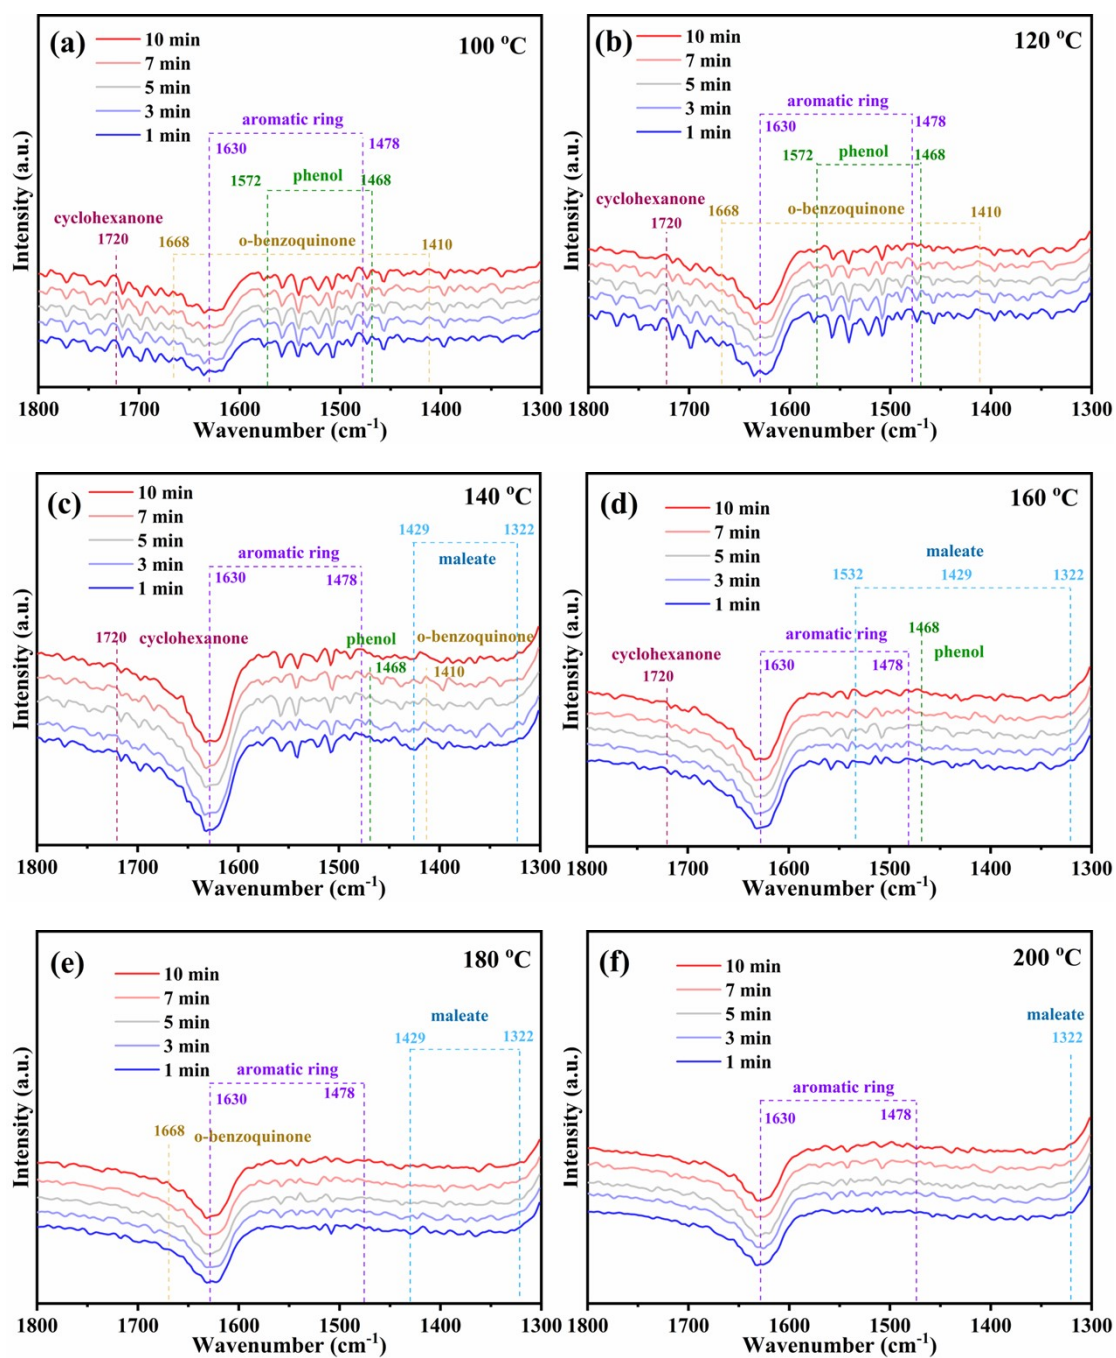 (a)
100 °C
10 min
7 min
5 min
3 min
1 min
aromatic ring
1630
1478
phenol
1572
1468
cyclohexanone
1720
1668
o-benzoquinone
1410
Intensity (a.u.)
1800
1700
1600
1500
1400
1300
Wavenumber (cm-1)
(b)
120 °C
10 min
7 min
5 min
3 min
1 min
aromatic ring
1630
1478
phenol
1572
1468
cyclohexanone
1720
1668
o-benzoquinone
1410
Intensity (a.u.)
1800
1700
1600
1500
1400
1300
Wavenumber (cm-1)
(c)
140 °C
10 min
7 min
5 min
3 min
1 min
1429
1322
maleate
aromatic ring
1630
1478
1720
cyclohexanone
phenol
1468
o-benzoquinone
1410
Intensity (a.u.)
1800
1700
1600
1500
1400
1300
Wavenumber (cm-1)
(d)
160 °C
10 min
7 min
5 min
3 min
1 min
maleate
1532
1429
1322
aromatic ring
1630
1478
1468
phenol
cyclohexanone
1720
Intensity (a.u.)
1800
1700
1600
1500
1400
1300
Wavenumber (cm-1)
(e)
180 °C
10 min
7 min
5 min
3 min
1 min
maleate
1429
1322
aromatic ring
1630
1478
1668
o-benzoquinone
Intensity (a.u.)
1800
1700
1600
1500
1400
1300
Wavenumber (cm-1)
(f)
200 °C
10 min
7 min
5 min
3 min
1 min
maleate
1322
aromatic ring
1630
1478
Intensity (a.u.)
1800
1700
1600
1500
1400
1300
Wavenumber (cm-1)